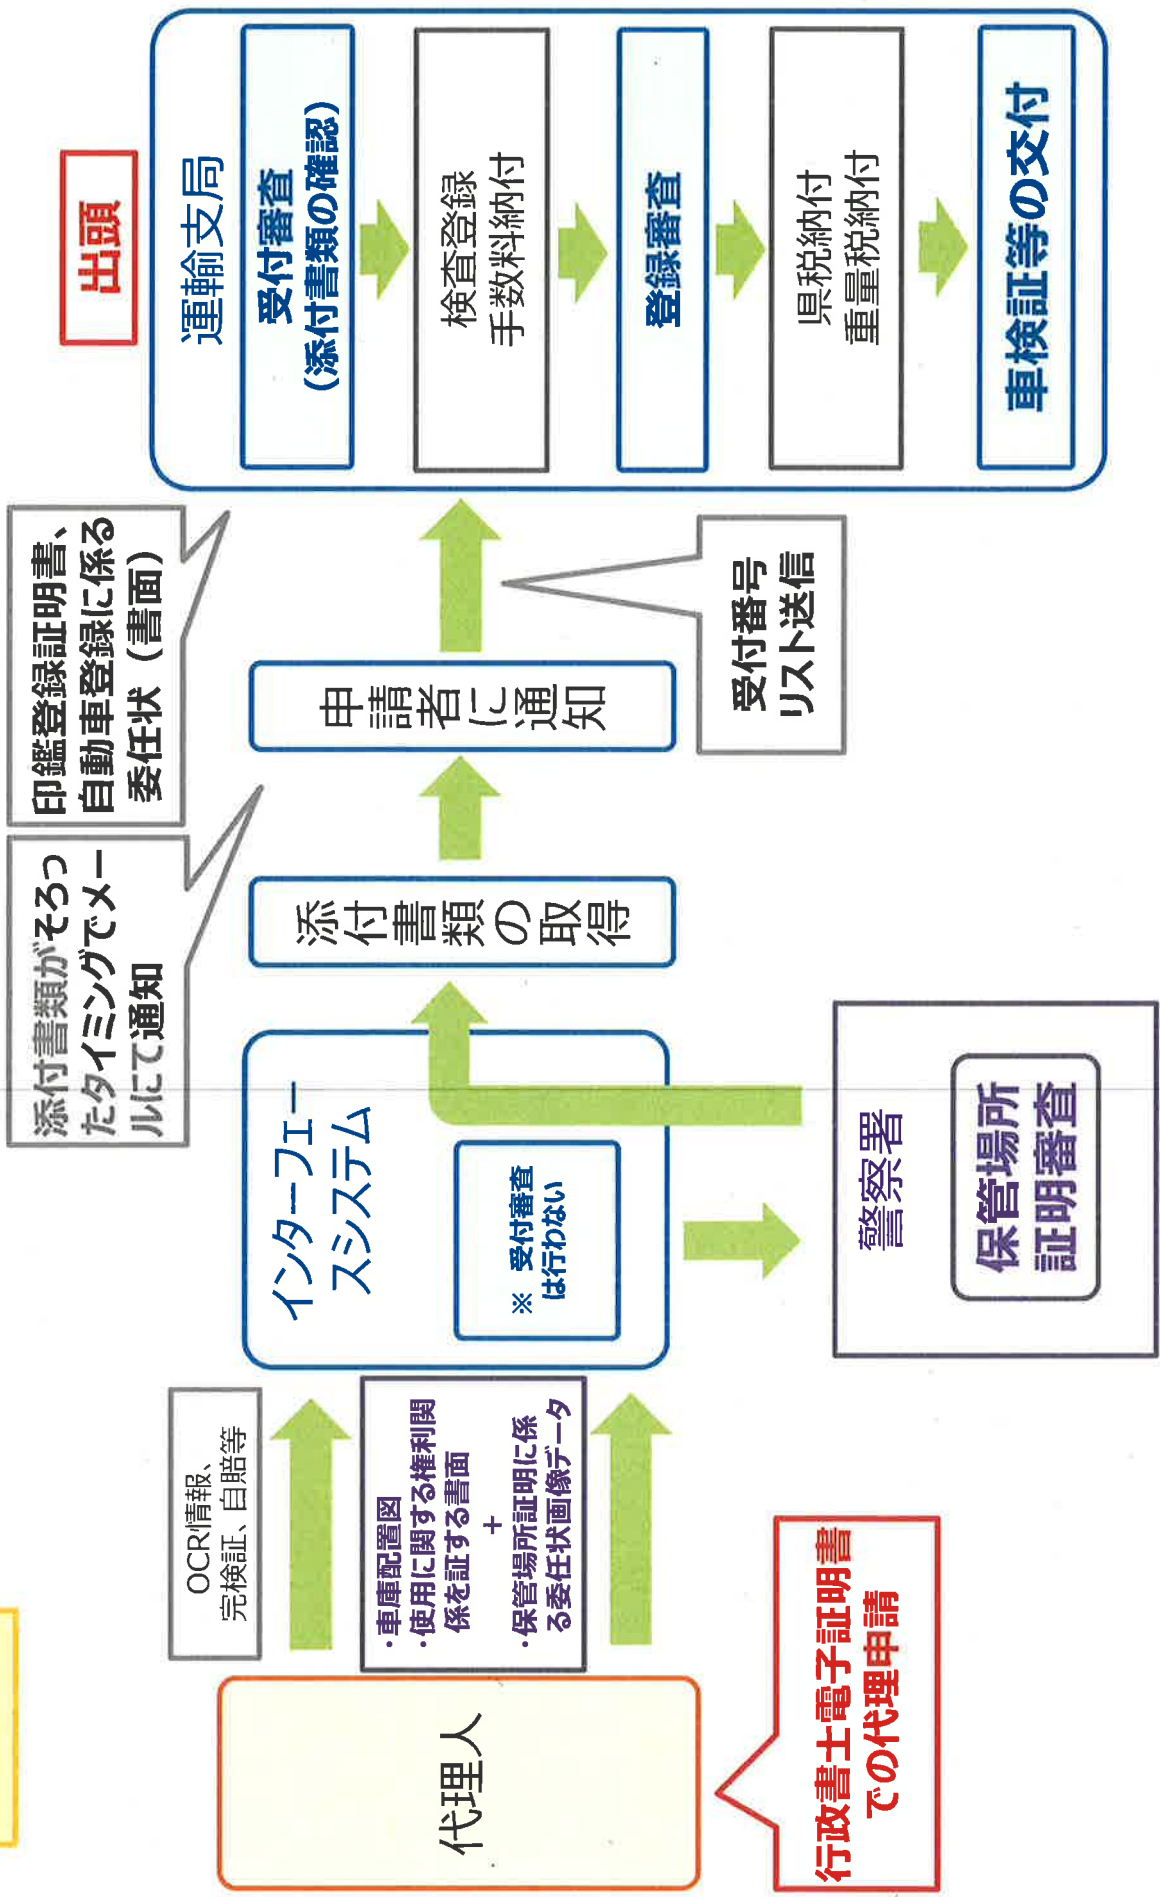 代理人
行政書士電子証明書
での代理申請
OCR情報、
完検証、自賠等
・車庫配置図
・使用に関する権利関
係を証する書面
+
・保管場所証明に係
る委任状画像データ
インターフェー
スシステム
※ 受付審査
は行わない
警察署
保管場所
証明審査
添付書類がそろっ
たタイミングでメー
ルにて通知
添付書類の取得
申請者に通知
印鑑登録証明書、
自動車登録に係る
委任状（書面）
受付番号
リスト送信
出頭
運輸支局
受付審査
（添付書類の確認）
検査登録
手数料納付
登録審査
県税納付
重量税納付
車検証等の交付